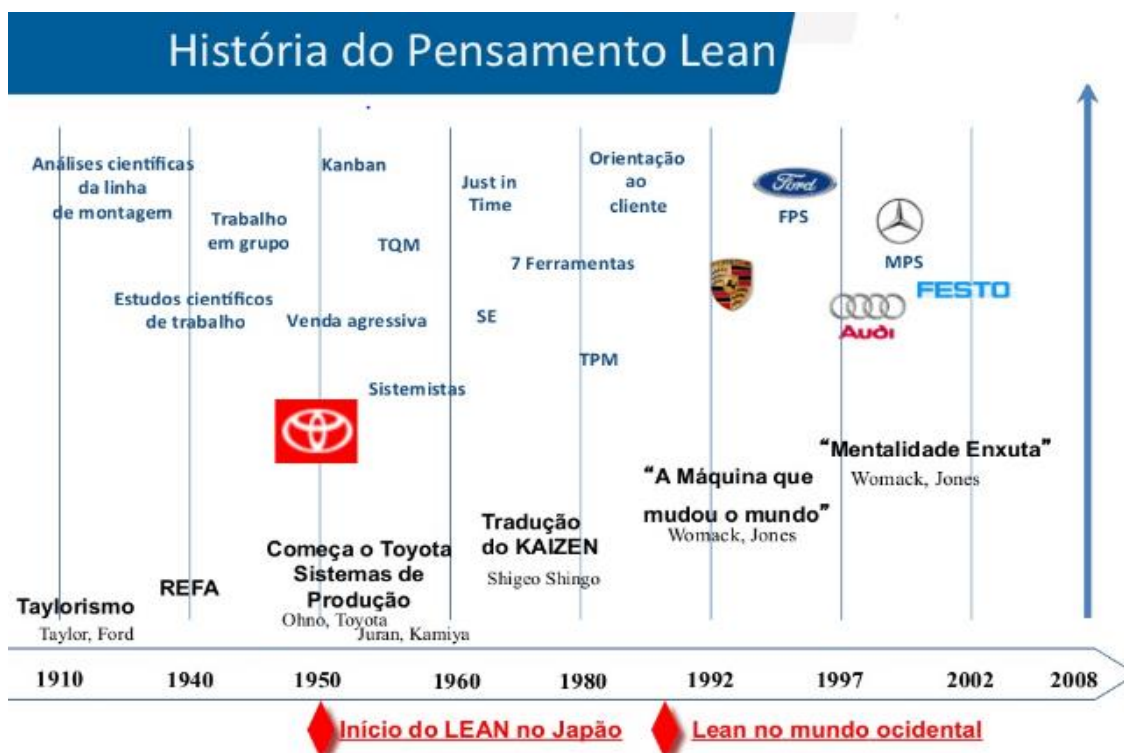 História do Pensamento Lean
Análises científicas
da linha
de montagem
Trabalho
em grupo
Estudos científicos
de trabalho
Kanban
TQM
Venda agressiva
Sistemistas
Just in
Time
SE
7 Ferramentas
TPM
Orientação
ao
cliente
Ford
FPS
MPS
Audi
FESTO
Taylorismo
Taylor, Ford
REFA
Começa o Toyota
Sistemas de
Produção
Ohno, Toyota
Juran, Kamiya
Tradução
do KAIZEN
Shigeo Shingo
“A Máquina que
mudou o mundo”
Womack, Jones
“Mentalidade Enxuta”
Womack, Jones
1910 1940 1950 1960 1980 1992 1997 2002 2008
Início do LEAN no Japão
Lean no mundo ocidental